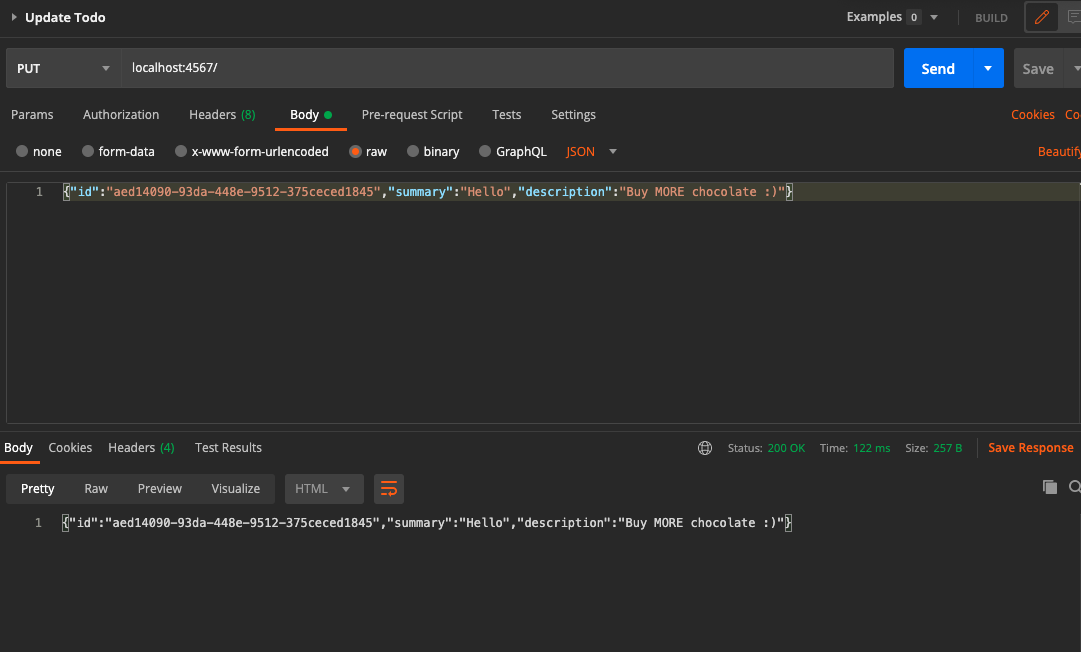 Update Todo Examples 0 BUILD
PUT localhost:4567/ Send Save
Params Authorization Headers (8) Body Pre-request Script Tests Settings Cookies
none form-data x-www-form-urlencoded raw binary GraphQL JSON Beautify
1 {"id":"aed14090-93da-448e-9512-375ceced1845","summary":"Hello","description":"Buy MORE chocolate :)"}
Body Cookies Headers (4) Test Results Status: 200 OK Time: 122 ms Size: 257 B Save Response
Pretty Raw Preview Visualize HTML
1 {"id":"aed14090-93da-448e-9512-375ceced1845","summary":"Hello","description":"Buy MORE chocolate :)"}